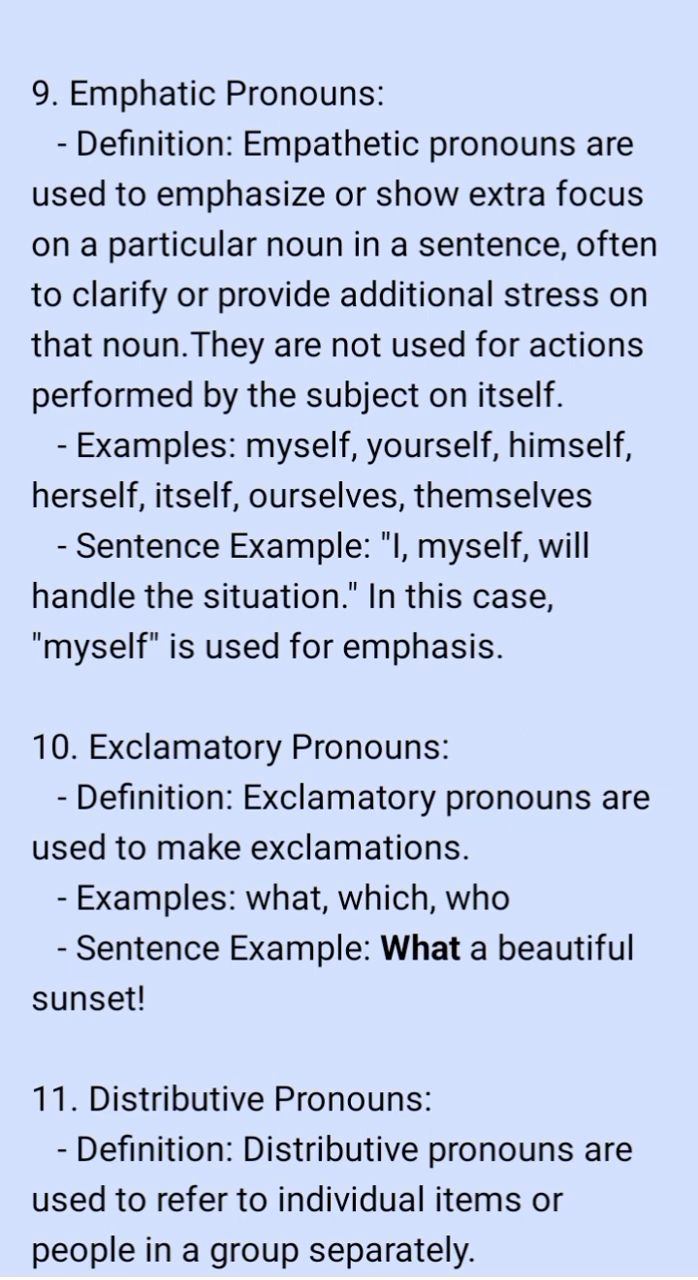 9. Emphatic Pronouns:
- Definition: Empathetic pronouns are
used to emphasize or show extra focus
on a particular noun in a sentence, often
to clarify or provide additional stress on
that noun.They are not used for actions
performed by the subject on itself.
- Examples: myself, yourself, himself,
herself, itself, ourselves, themselves
- Sentence Example: "I, myself, will
handle the situation." In this case,
"myself" is used for emphasis.
10. Exclamatory Pronouns:
- Definition: Exclamatory pronouns are
used to make exclamations.
- Examples: what, which, who
- Sentence Example: What a beautiful
sunset!
11. Distributive Pronouns:
- Definition: Distributive pronouns are
used to refer to individual items or
people in a group separately.